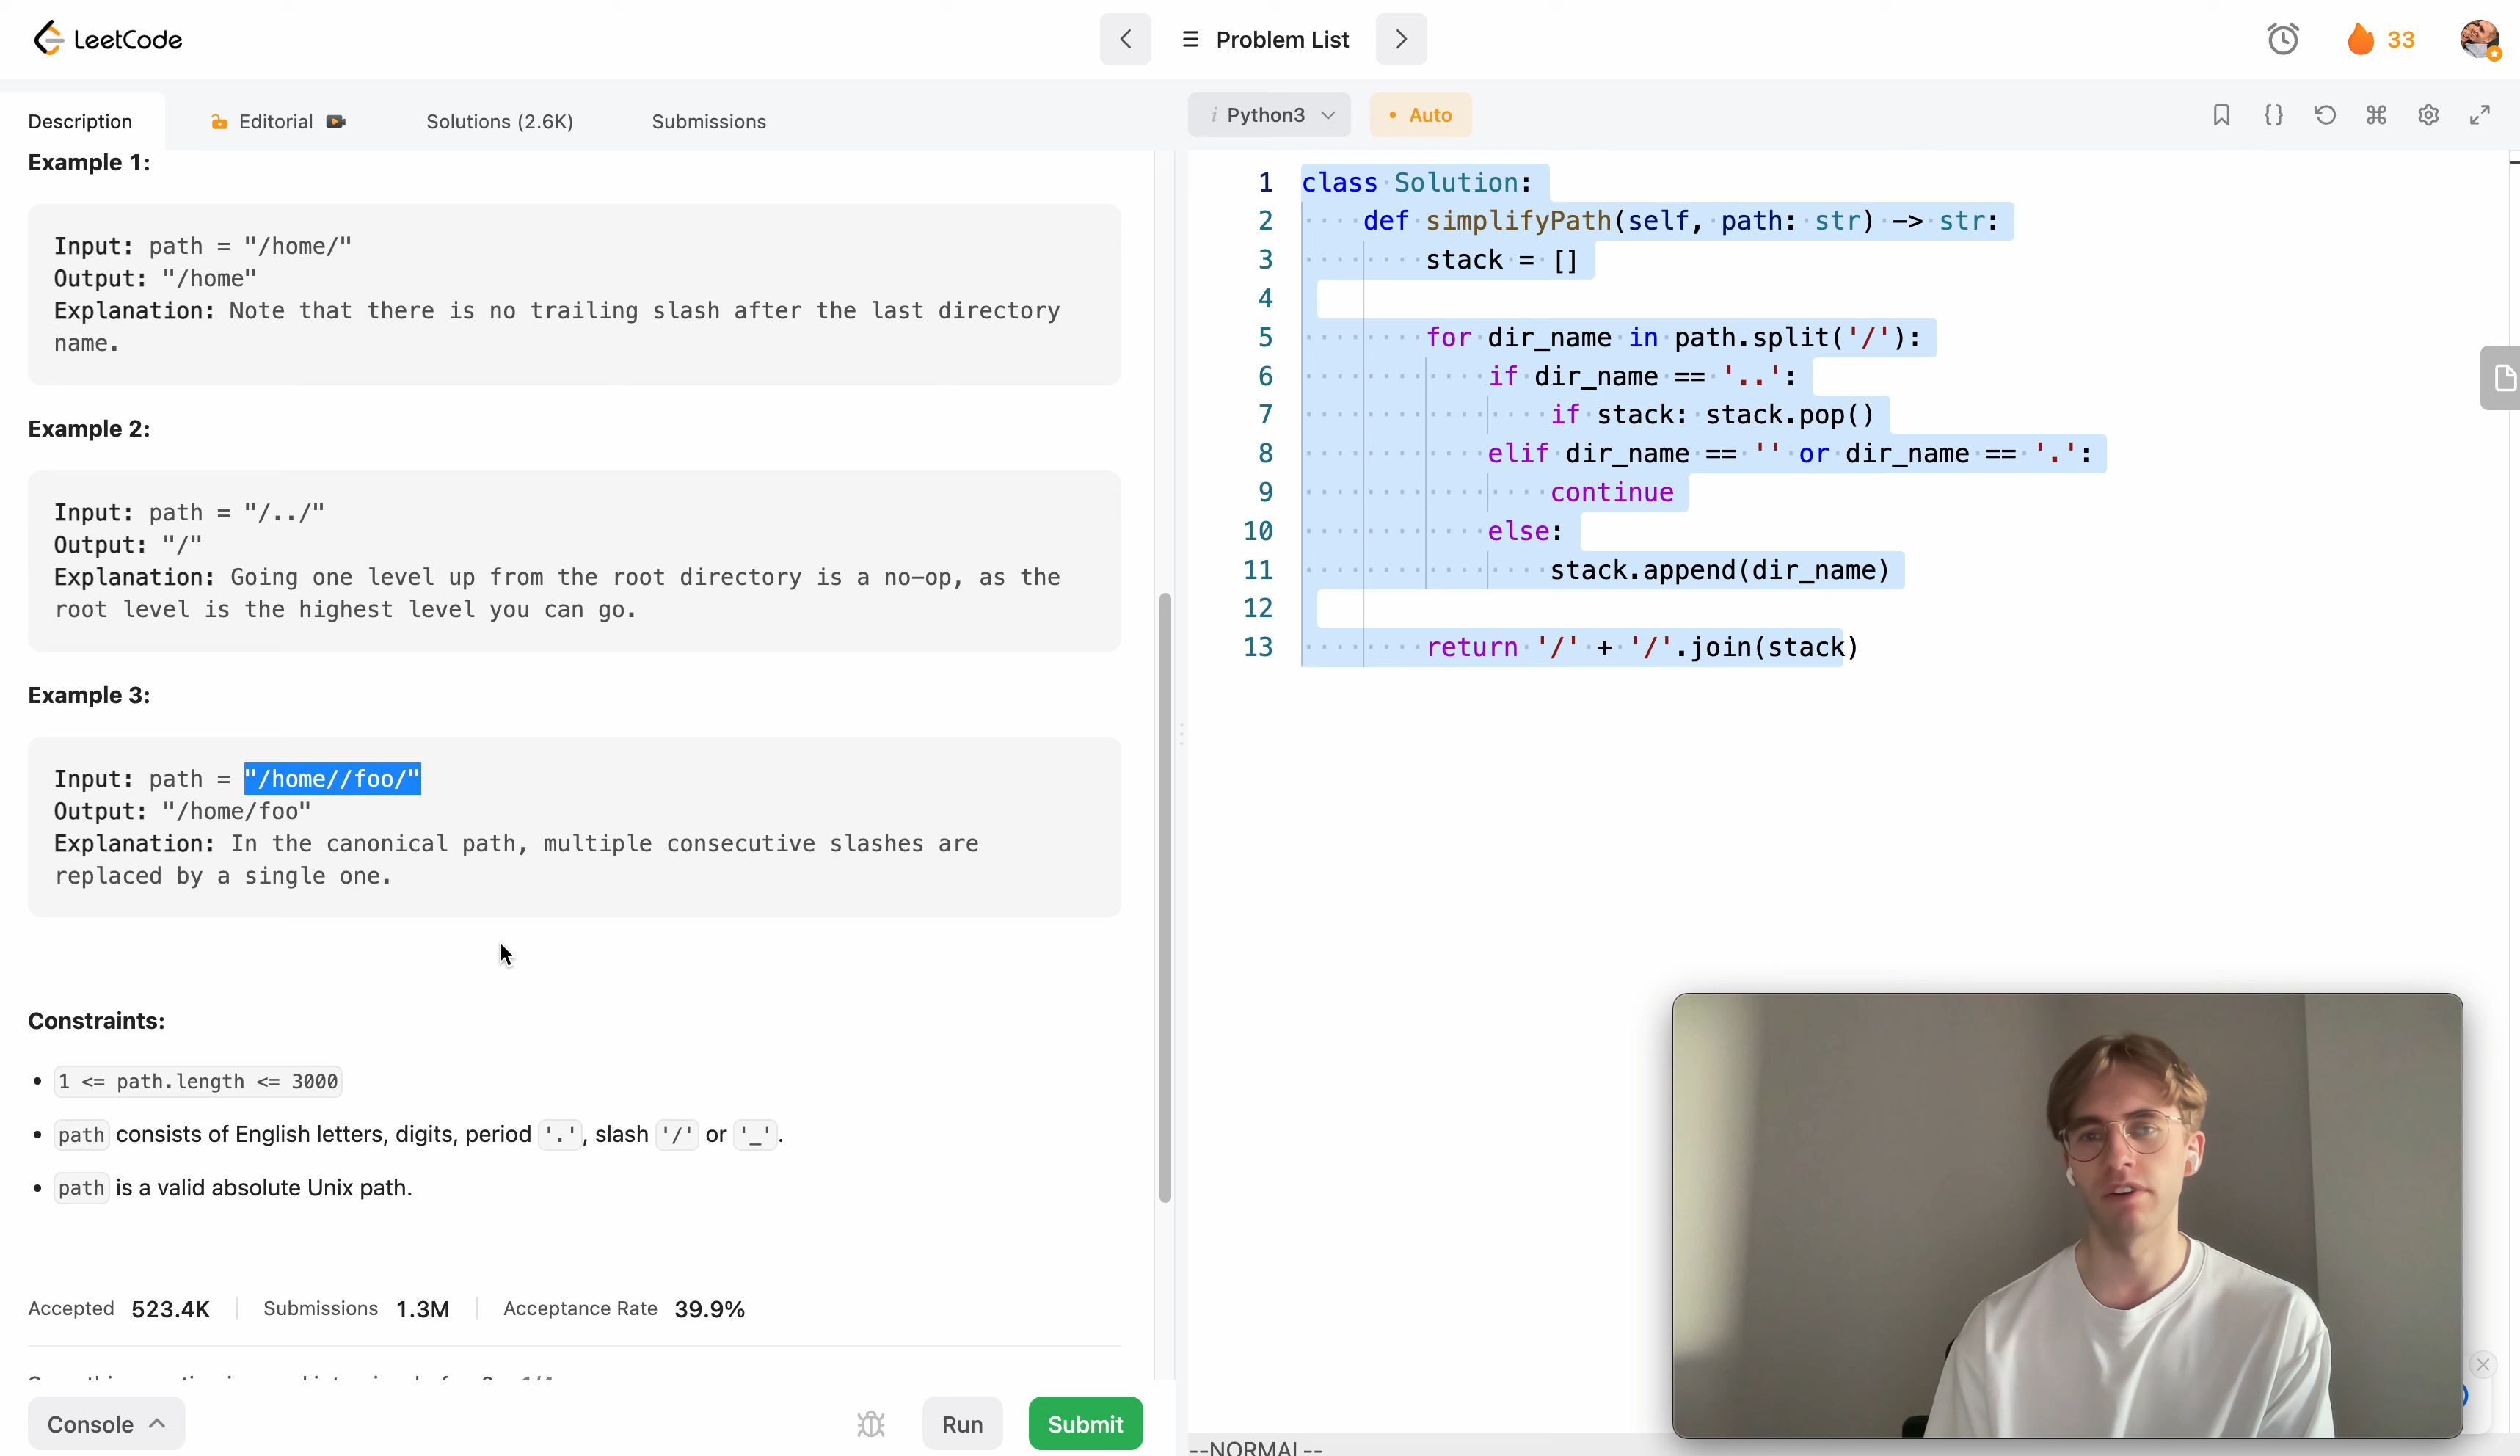 LeetCode
Problem List
33
Description
Editorial
Solutions (2.6K)
Submissions
Python3
• Auto
Example 1:
Input: path = "/home/"
Output: "/home"
Explanation: Note that there is no trailing slash after the last directory
name.
Example 2:
Input: path = "/../"
Output: "/"
Explanation: Going one level up from the root directory is a no-op, as the
root level is the highest level you can go.
Example 3:
Input: path = "/home//foo/"
Output: "/home/foo"
Explanation: In the canonical path, multiple consecutive slashes are
replaced by a single one.
Constraints:
• 1 <= path.length <= 3000
• path consists of English letters, digits, period '.', slash '/' or '_'.
• path is a valid absolute Unix path.
Accepted 523.4K
Submissions 1.3M
Acceptance Rate 39.9%
Console
Run
Submit
1 class Solution:
2 def simplifyPath(self, path: str) -> str:
3 stack = []
4
5 for dir_name in path.split('/'):
6 if dir_name == '..':
7 if stack: stack.pop()
8 elif dir_name == '' or dir_name == '.':
9 continue
10 else:
11 stack.append(dir_name)
12
13 return '/' + '/'.join(stack)
--NORMAL--